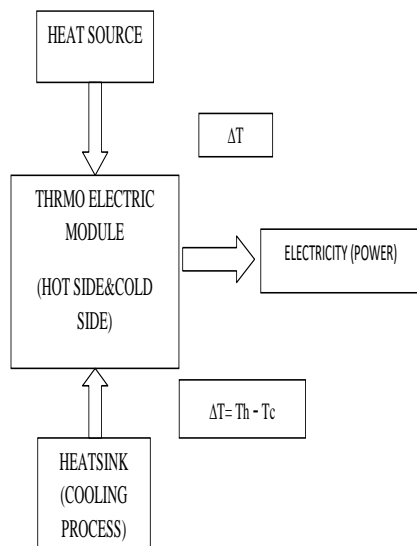 HEAT SOURCE
ΔT
THRMO ELECTRIC
MODULE
(HOT SIDE&COLD
SIDE)
ELECTRICITY (POWER)
ΔT= Th - Tc
HEATSINK
(COOLING
PROCESS)